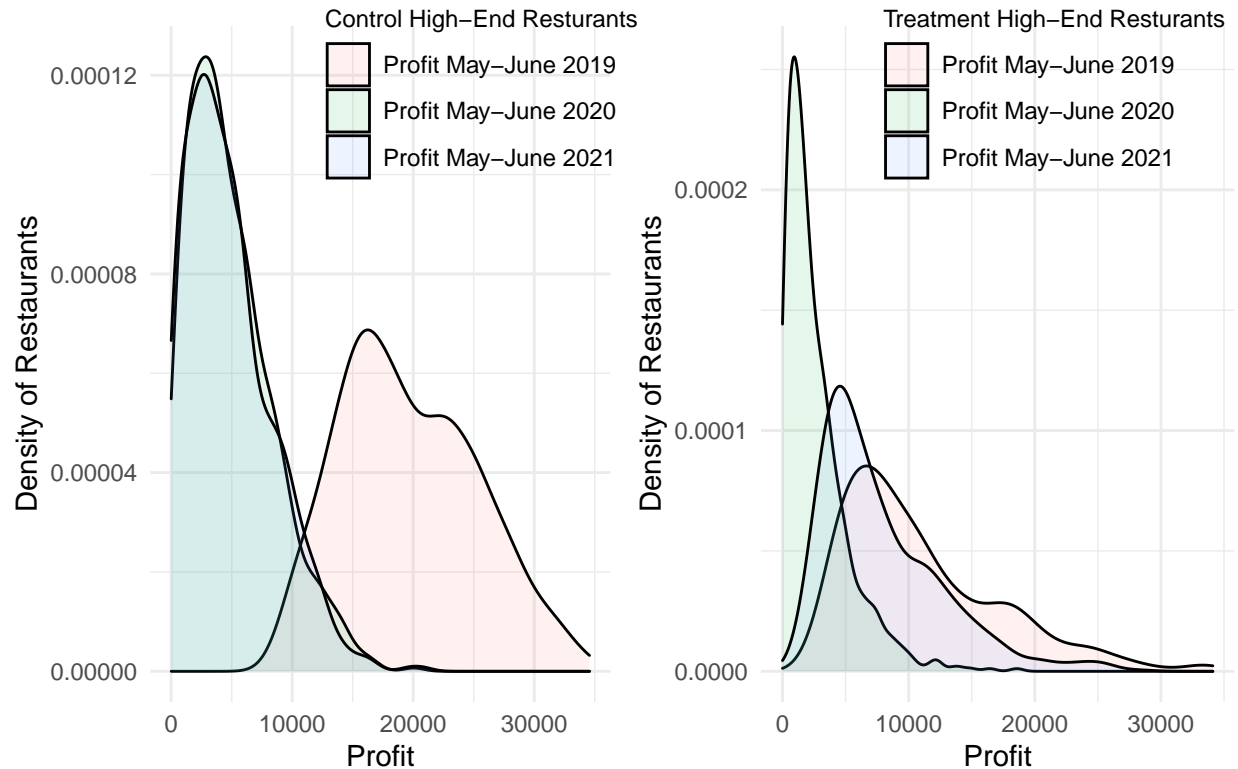 Control High−End Resturants
Profit May−June 2019
Profit May−June 2020
Profit May−June 2021
0.00012
0.00008
0.00004
0.00000
Density of Restaurants
0
10000
20000
30000
Profit
Treatment High−End Resturants
Profit May−June 2019
Profit May−June 2020
Profit May−June 2021
0.0002
0.0001
0.0000
Density of Restaurants
0
10000
20000
30000
Profit